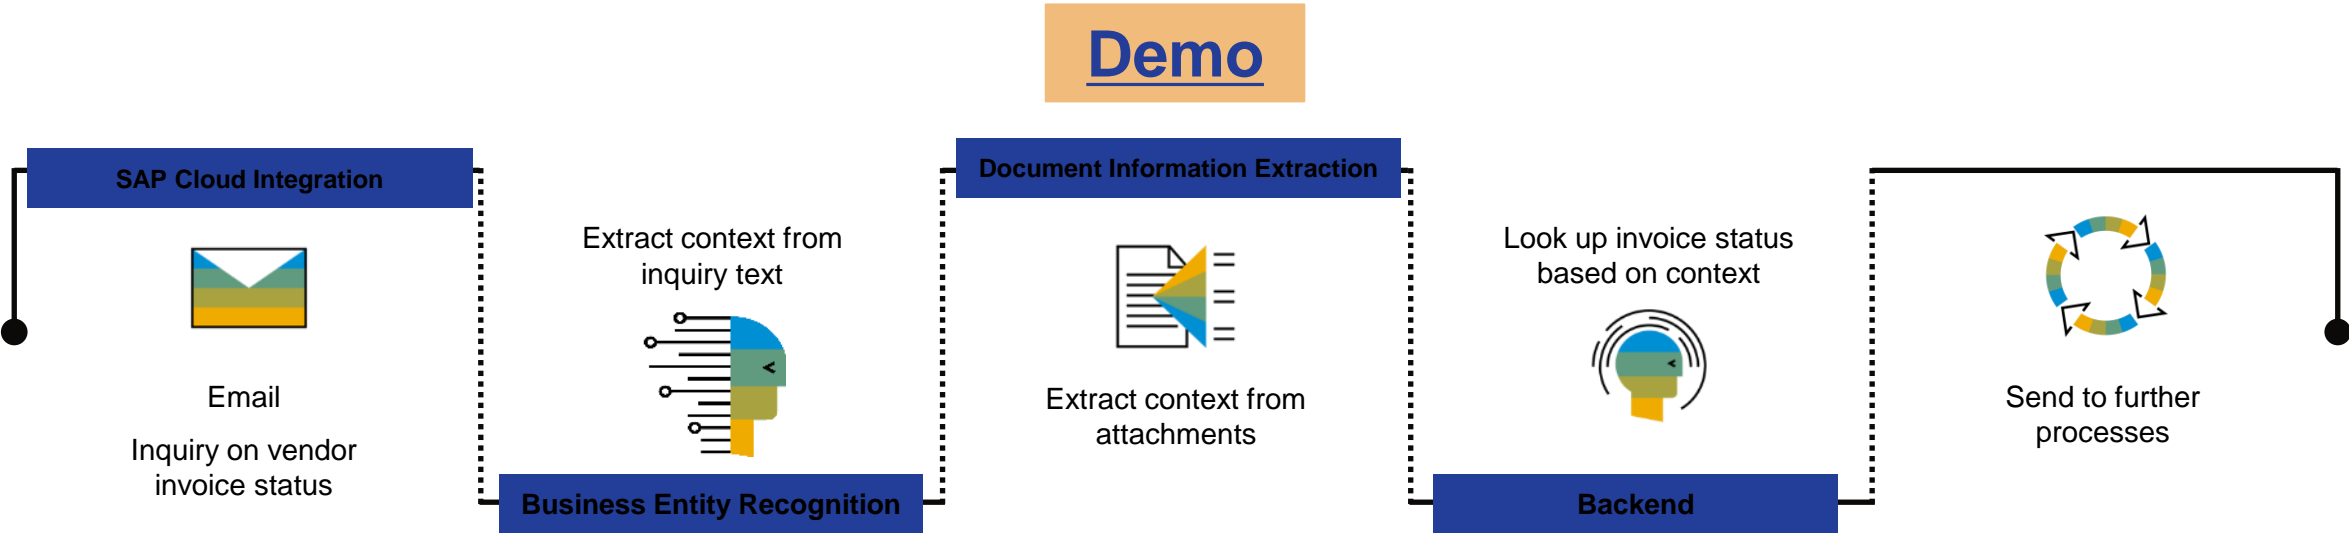 Demo
SAP Cloud Integration
Email
Inquiry on vendor
invoice status
Extract context from
inquiry text
Business Entity Recognition
Document Information Extraction
Extract context from
attachments
Look up invoice status
based on context
Backend
Send to further
processes